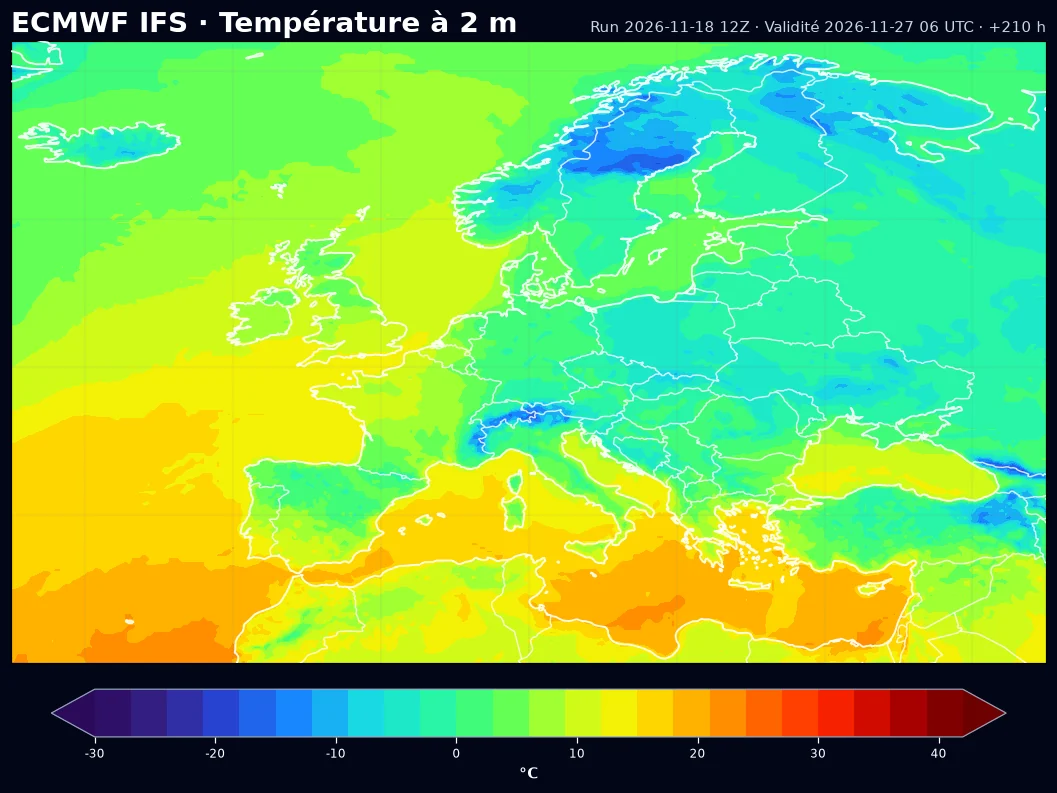 ECMWF IFS · Température à 2 m
Run 2026-11-18 12Z · Validité 2026-11-27 06 UTC · +210 h
-30 -20 -10 0 10 20 30 40
°C